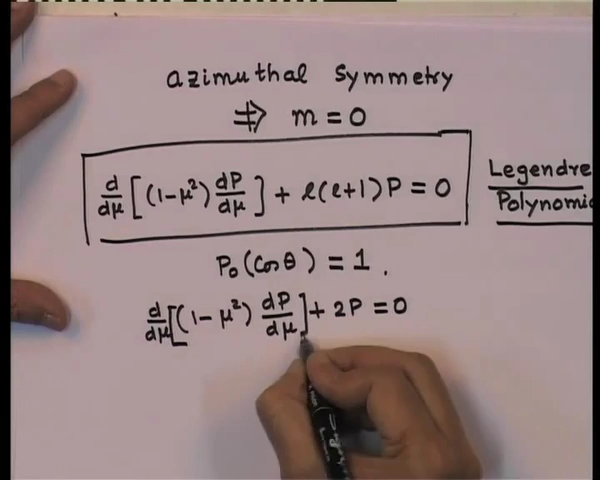 azimuthal Symmetry
⇒ m = 0
d/dμ [(1-μ²) dP/dμ] + ℓ(ℓ+1) P = 0
Legendre
P₀(Cosθ) = 1 .
d/dμ [(1-μ²) dP/dμ] + 2P = 0